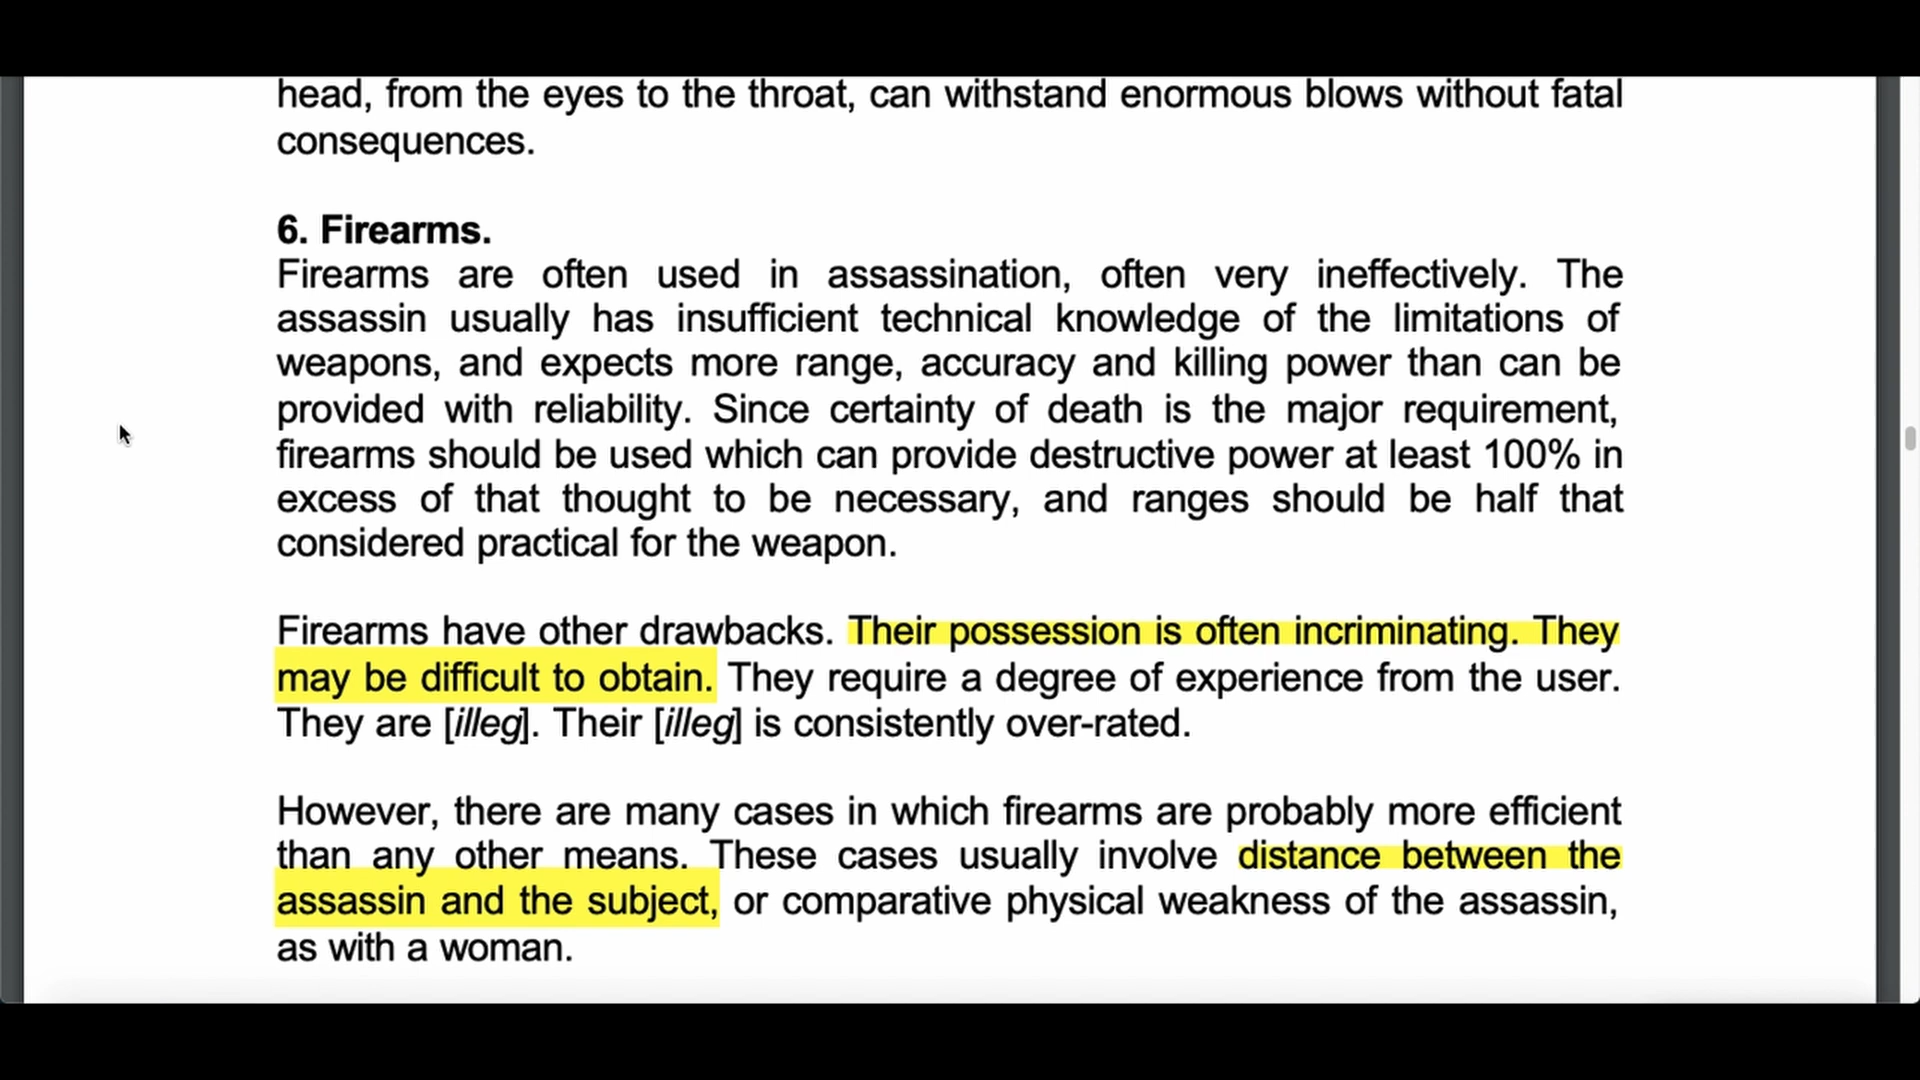 head, from the eyes to the throat, can withstand enormous blows without fatal
consequences.
6. Firearms.
Firearms are often used in assassination, often very ineffectively. The
assassin usually has insufficient technical knowledge of the limitations of
weapons, and expects more range, accuracy and killing power than can be
provided with reliability. Since certainty of death is the major requirement,
firearms should be used which can provide destructive power at least 100% in
excess of that thought to be necessary, and ranges should be half that
considered practical for the weapon.
Firearms have other drawbacks. Their possession is often incriminating. They
may be difficult to obtain. They require a degree of experience from the user.
They are [illeg]. Their [illeg] is consistently over-rated.
However, there are many cases in which firearms are probably more efficient
than any other means. These cases usually involve distance between the
assassin and the subject, or comparative physical weakness of the assassin,
as with a woman.